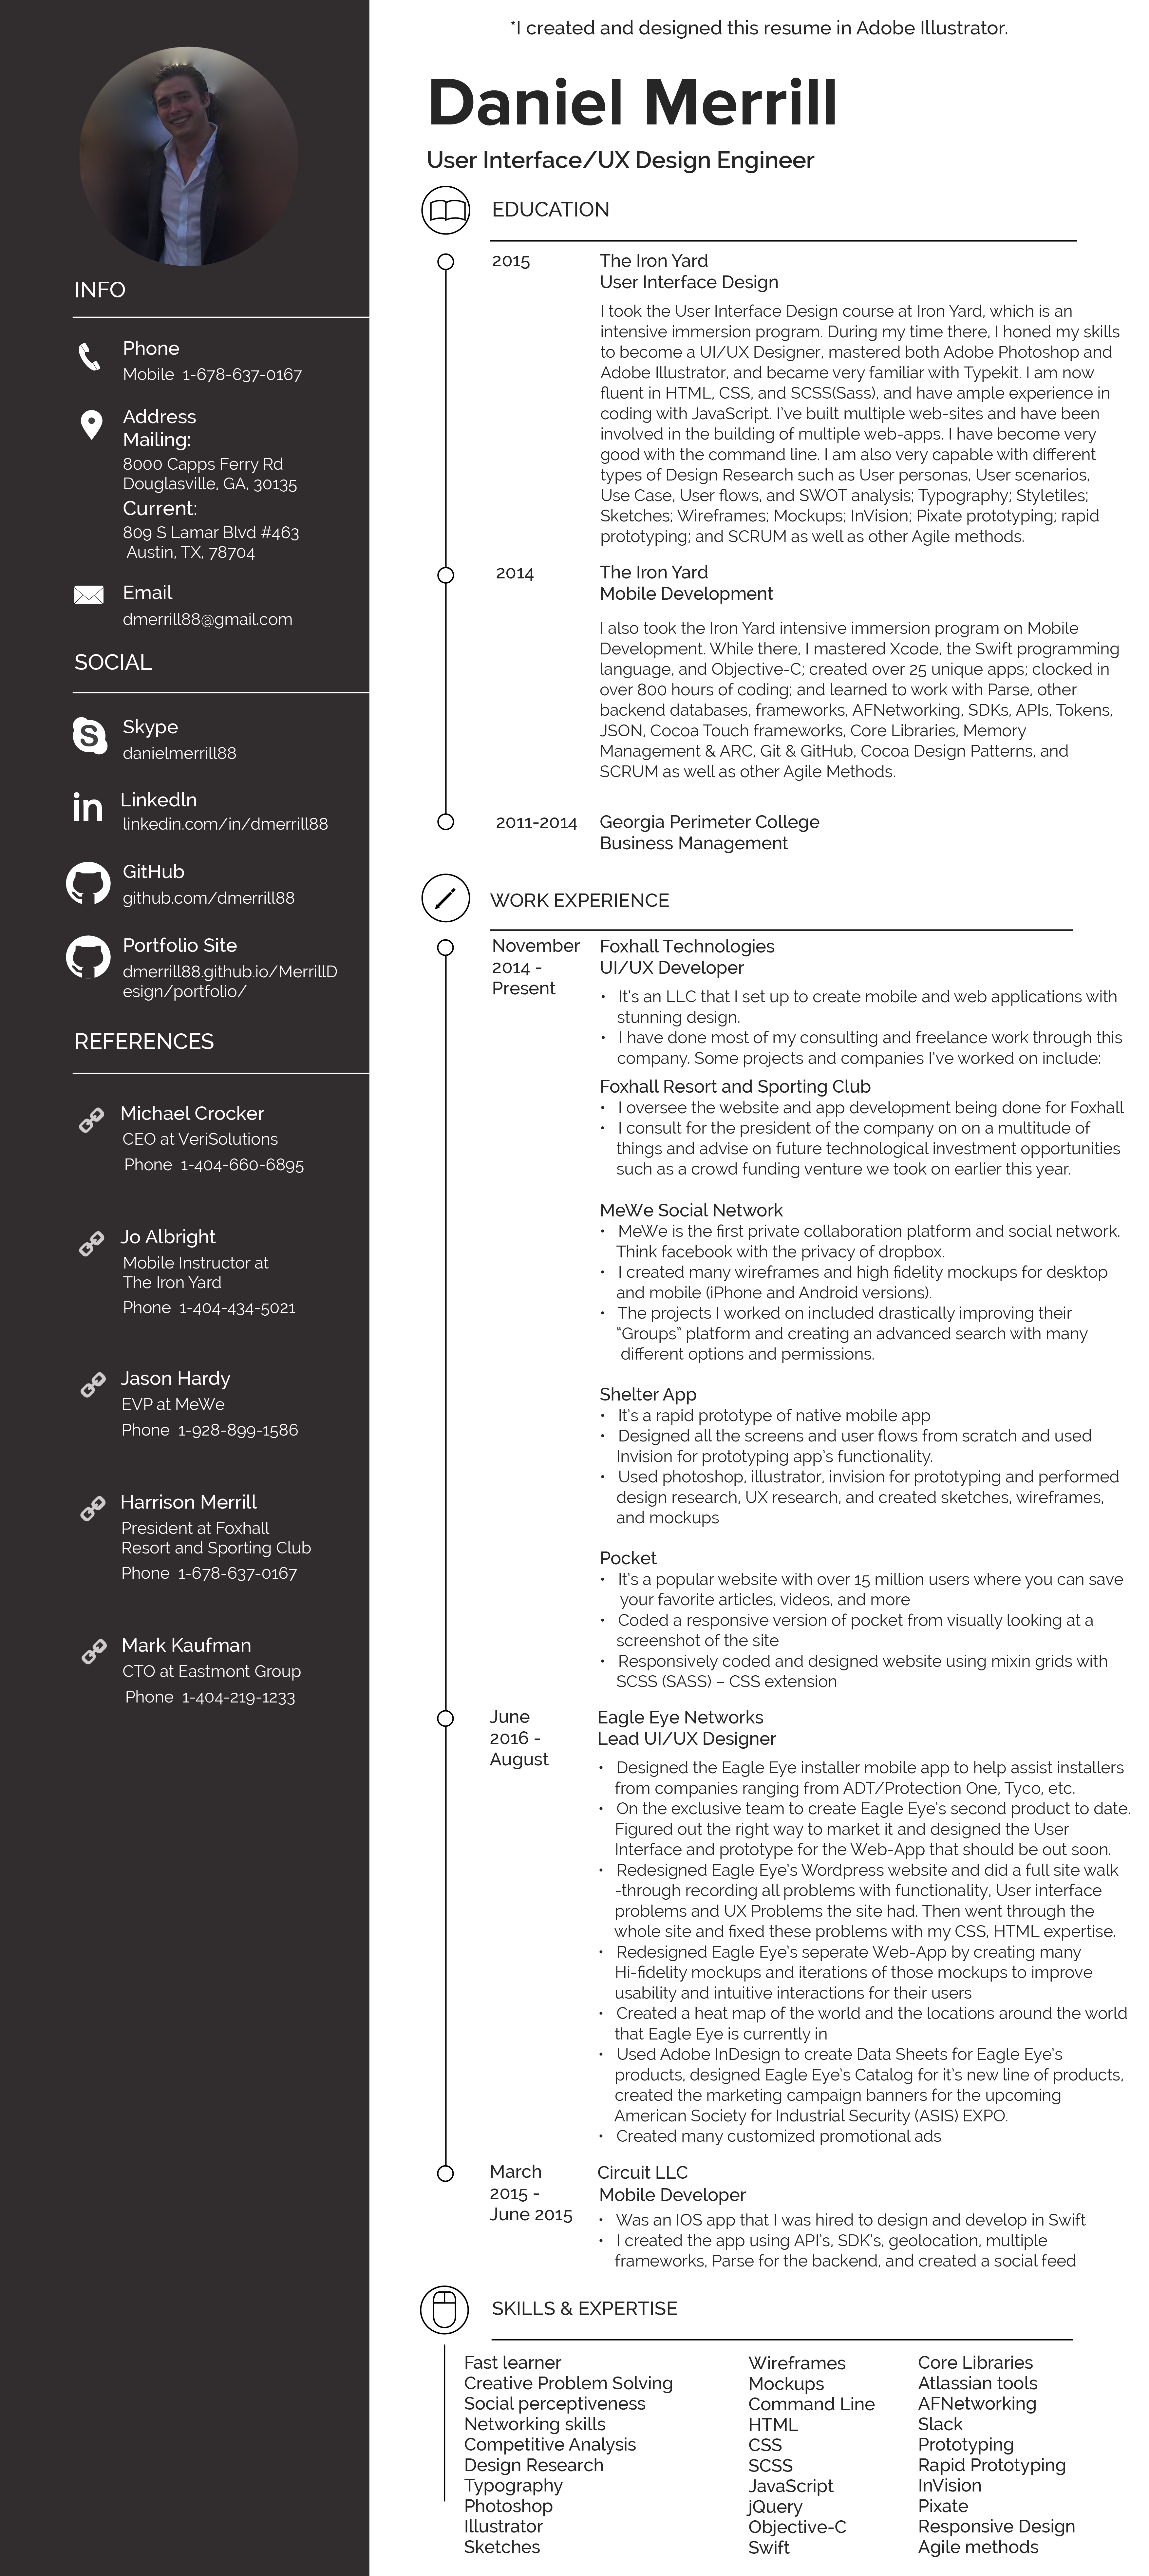 *I created and designed this resume in Adobe Illustrator.
Daniel Merrill
User Interface/UX Design Engineer
INFO
Phone
Mobile 1-678-637-0167
Address
Mailing:
8000 Capps Ferry Rd
Douglasville, GA, 30135
Current:
809 S Lamar Blvd #463
Austin, TX, 78704
Email
dmerrill88@gmail.com
SOCIAL
Skype
danielmerrill88
in LinkedIn
linkedin.com/in/dmerrill88
GitHub
github.com/dmerrill88
Portfolio Site
dmerrill88.github.io/MerrillD
esign/portfolio/
REFERENCES
Michael Crocker
CEO at VeriSolutions
Phone 1-404-660-6895
Jo Albright
Mobile Instructor at
The Iron Yard
Phone 1-404-434-5021
Jason Hardy
EVP at MeWe
Phone 1-928-899-1586
Harrison Merrill
President at Foxhall
Resort and Sporting Club
Phone 1-678-637-0167
Mark Kaufman
CTO at Eastmont Group
Phone 1-404-219-1233
EDUCATION
2015 The Iron Yard
User Interface Design
I took the User Interface Design course at Iron Yard, which is an
intensive immersion program. During my time there, I honed my skills
to become a UI/UX Designer, mastered both Adobe Photoshop and
Adobe Illustrator, and became very familiar with Typekit. I am now
fluent in HTML, CSS, and SCSS(Sass), and have ample experience in
coding with JavaScript. I've built multiple web-sites and have been
involved in the building of multiple web-apps. I have become very
good with the command line. I am also very capable with different
types of Design Research such as User personas, User scenarios,
Use Case, User flows, and SWOT analysis; Typography; Styletiles;
Sketches; Wireframes; Mockups; InVision; Pixate prototyping; rapid
prototyping; and SCRUM as well as other Agile methods.
2014 The Iron Yard
Mobile Development
I also took the Iron Yard intensive immersion program on Mobile
Development. While there, I mastered Xcode, the Swift programming
language, and Objective-C; created over 25 unique apps; clocked in
over 800 hours of coding; and learned to work with Parse, other
backend databases, frameworks, AFNetworking, SDKs, APIs, Tokens,
JSON, Cocoa Touch frameworks, Core Libraries, Memory
Management & ARC, Git & GitHub, Cocoa Design Patterns, and
SCRUM as well as other Agile Methods.
2011-2014 Georgia Perimeter College
Business Management
WORK EXPERIENCE
November 2014 - Present
Foxhall Technologies
UI/UX Developer
• It's an LLC that I set up to create mobile and web applications with
stunning design.
• I have done most of my consulting and freelance work through this
company. Some projects and companies I've worked on include:
Foxhall Resort and Sporting Club
• I oversee the website and app development being done for Foxhall
• I consult for the president of the company on on a multitude of
things and advise on future technological investment opportunities
such as a crowd funding venture we took on earlier this year.
MeWe Social Network
• MeWe is the first private collaboration platform and social network.
Think facebook with the privacy of dropbox.
• I created many wireframes and high fidelity mockups for desktop
and mobile (iPhone and Android versions).
• The projects I worked on included drastically improving their
"Groups" platform and creating an advanced search with many
different options and permissions.
Shelter App
• It's a rapid prototype of native mobile app
• Designed all the screens and user flows from scratch and used
Invision for prototyping app's functionality.
• Used photoshop, illustrator, invision for prototyping and performed
design research, UX research, and created sketches, wireframes,
and mockups
Pocket
• It's a popular website with over 15 million users where you can save
your favorite articles, videos, and more
• Coded a responsive version of pocket from visually looking at a
screenshot of the site
• Responsively coded and designed website using mixin grids with
SCSS (SASS) – CSS extension
June 2016 - August
Eagle Eye Networks
Lead UI/UX Designer
• Designed the Eagle Eye installer mobile app to help assist installers
from companies ranging from ADT/Protection One, Tyco, etc.
• On the exclusive team to create Eagle Eye's second product to date.
Figured out the right way to market it and designed the User
Interface and prototype for the Web-App that should be out soon.
• Redesigned Eagle Eye's Wordpress website and did a full site walk
-through recording all problems with functionality, User interface
problems and UX Problems the site had. Then went through the
whole site and fixed these problems with my CSS, HTML expertise.
• Redesigned Eagle Eye's seperate Web-App by creating many
Hi-fidelity mockups and iterations of those mockups to improve
usability and intuitive interactions for their users
• Created a heat map of the world and the locations around the world
that Eagle Eye is currently in
• Used Adobe InDesign to create Data Sheets for Eagle Eye's
products, designed Eagle Eye's Catalog for it's new line of products,
created the marketing campaign banners for the upcoming
American Society for Industrial Security (ASIS) EXPO.
• Created many customized promotional ads
March 2015 - June 2015
Circuit LLC
Mobile Developer
• Was an IOS app that I was hired to design and develop in Swift
• I created the app using API's, SDK's, geolocation, multiple
frameworks, Parse for the backend, and created a social feed
SKILLS & EXPERTISE
Fast learner
Creative Problem Solving
Social perceptiveness
Networking skills
Competitive Analysis
Design Research
Typography
Photoshop
Illustrator
Sketches
Wireframes
Mockups
Command Line
HTML
CSS
SCSS
JavaScript
jQuery
Objective-C
Swift
Core Libraries
Atlassian tools
AFNetworking
Slack
Prototyping
Rapid Prototyping
InVision
Pixate
Responsive Design
Agile methods